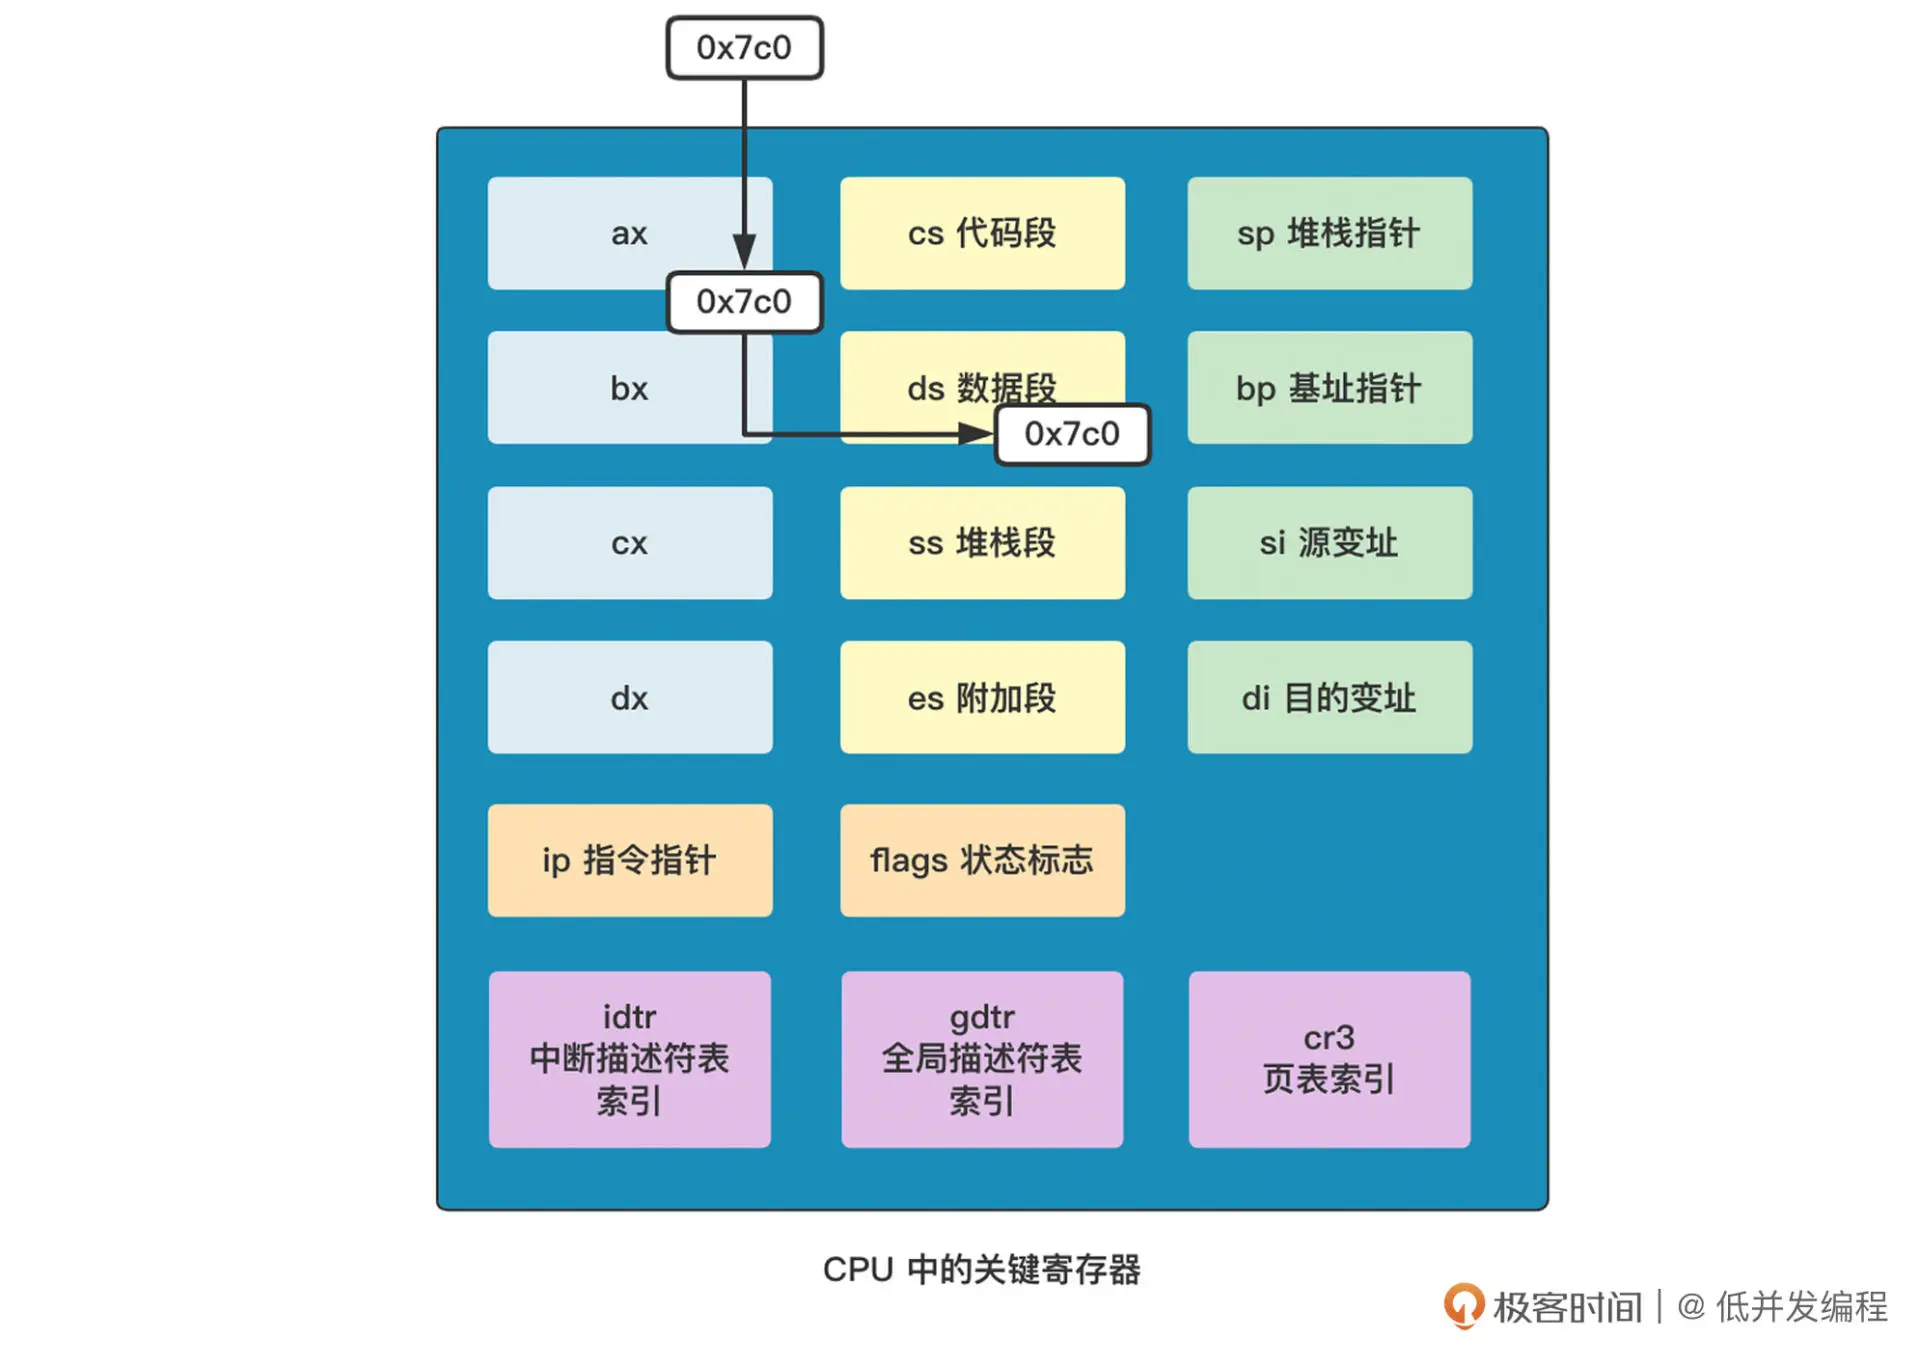 0x7c0
ax
cs 代码段
sp 堆栈指针
0x7c0
bx
ds 数据段
bp 基址指针
0x7c0
cx
ss 堆栈段
si 源变址
dx
es 附加段
di 目的变址
ip 指令指针
flags 状态标志
idtr
中断描述符表
索引
gdtr
全局描述符表
索引
cr3
页表索引
CPU 中的关键寄存器
极客时间 | @ 低并发编程